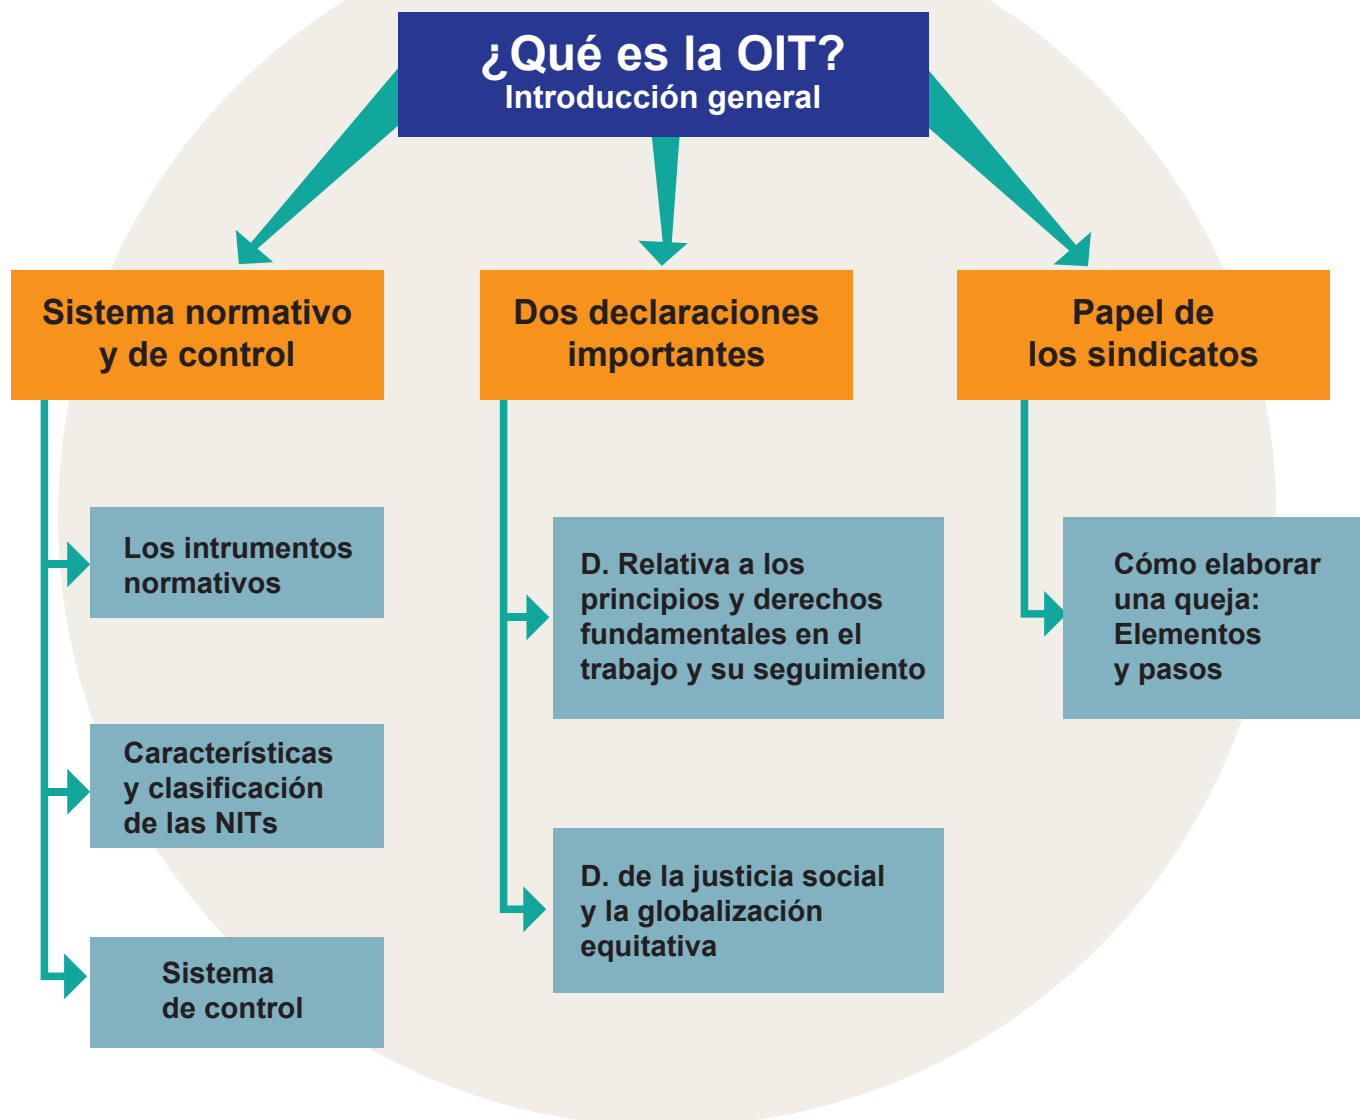 ¿Qué es la OIT?
Introducción general
Sistema normativo
y de control
Dos declaraciones
importantes
Papel de
los sindicatos
Los intrumentos
normativos
Característicias
y clasificación
de las NITs
Sistema
de control
D. Relativa a los
principios y derechos
fundamentales en el
trabajo y su seguimiento
D. de la justicia social
y la globalización
equitativa
Cómo elaborar
una queja:
Elementos
y pasos